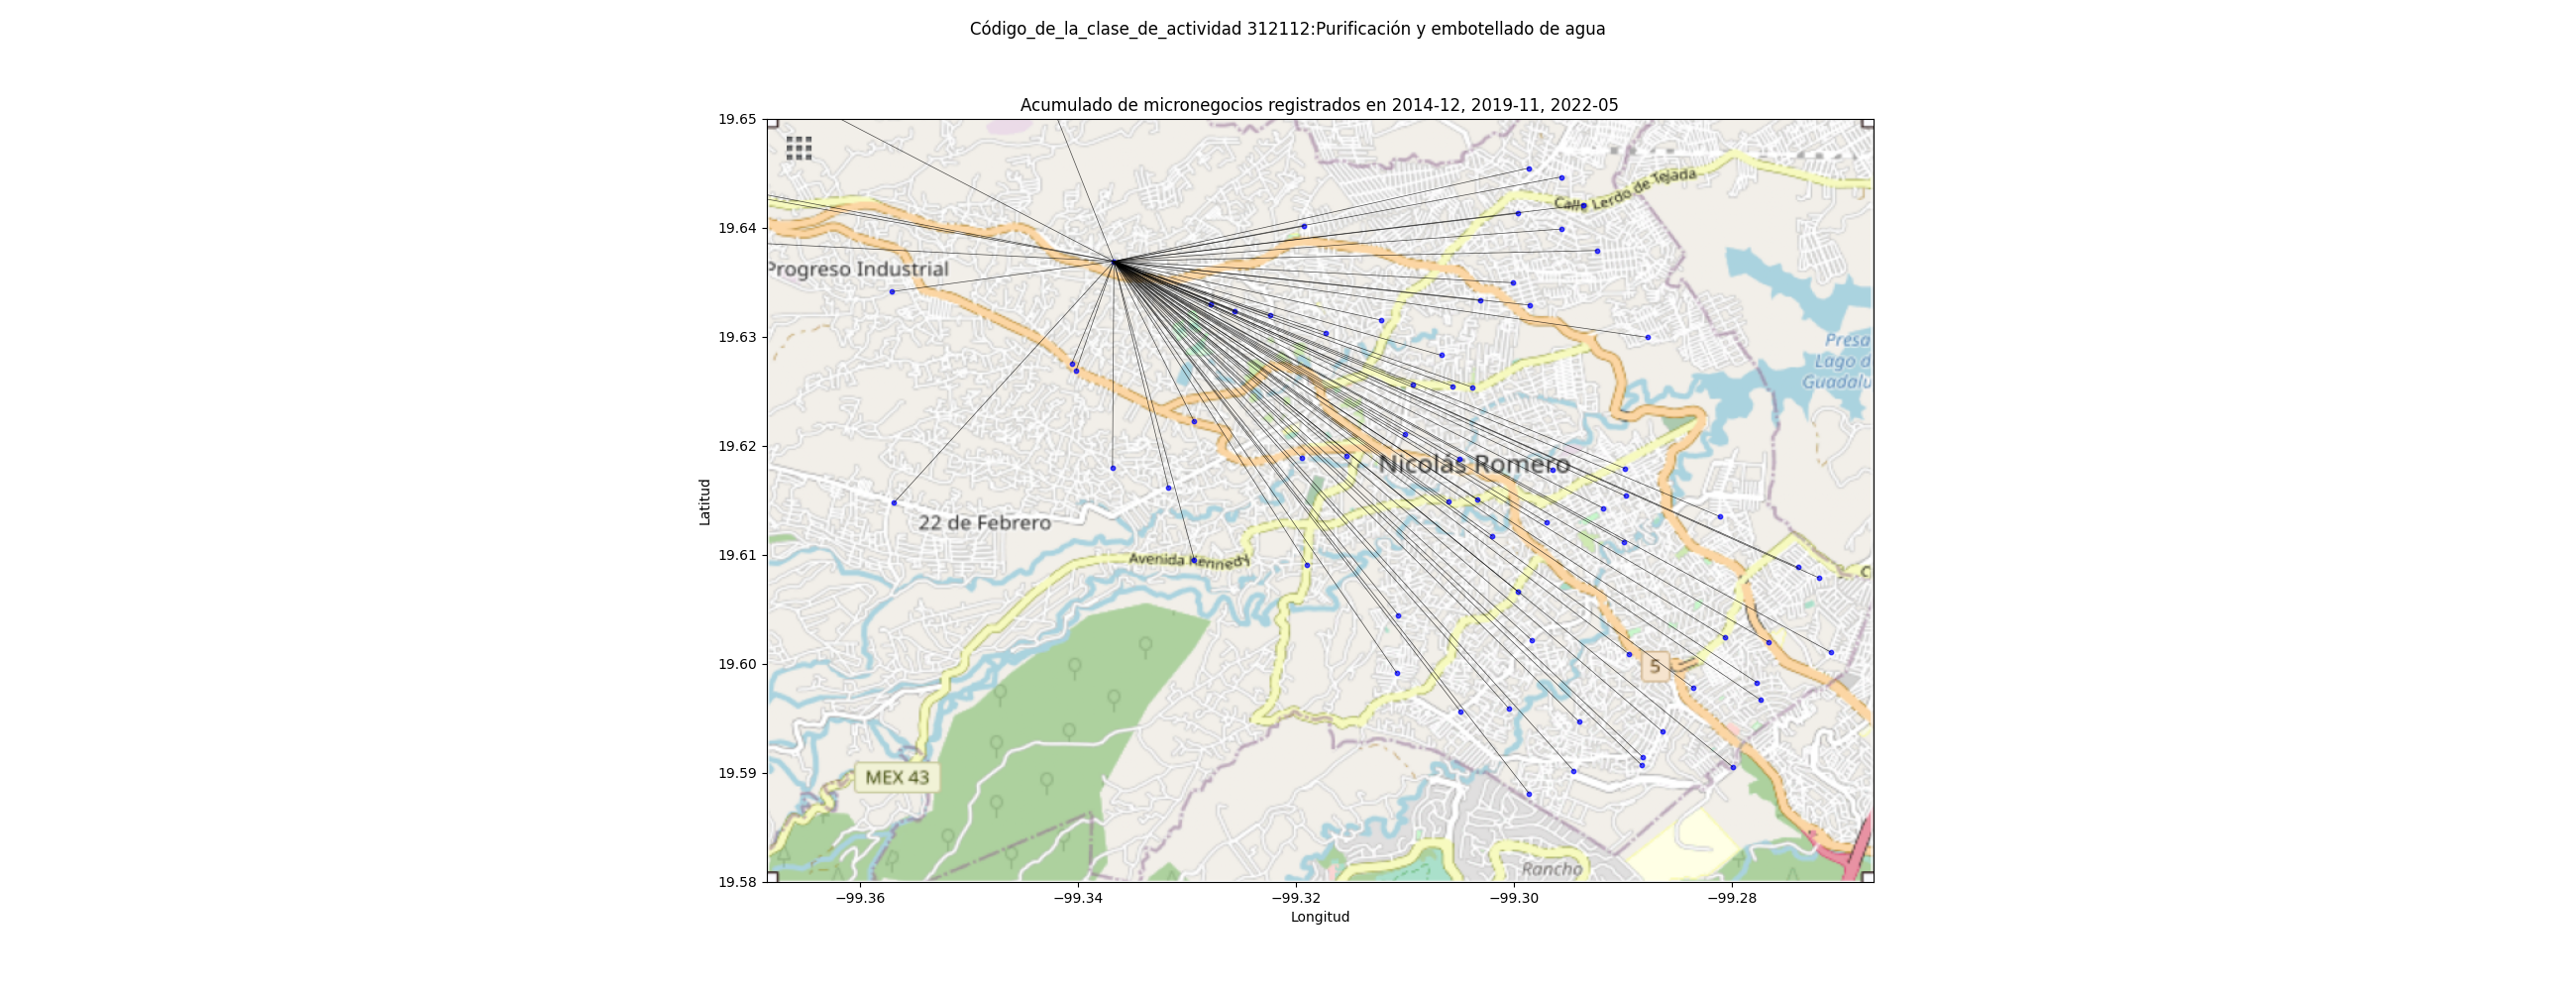 Código_de_la_clase_de_actividad 312112:Purificación y embotellado de agua
Acumulado de micronegocios registrados en 2014-12, 2019-11, 2022-05
19.65
19.64
19.63
19.62
19.61
19.60
19.59
19.58
Latitud
Calle Lerdo de Tejada
Progreso Industrial
Presa
Lago d
Guadalu
Nicolás Romero
22 de Febrero
Avenida Kennedy
C
5
MEX 43
Rancho
−99.36
−99.34
−99.32
−99.30
−99.28
Longitud